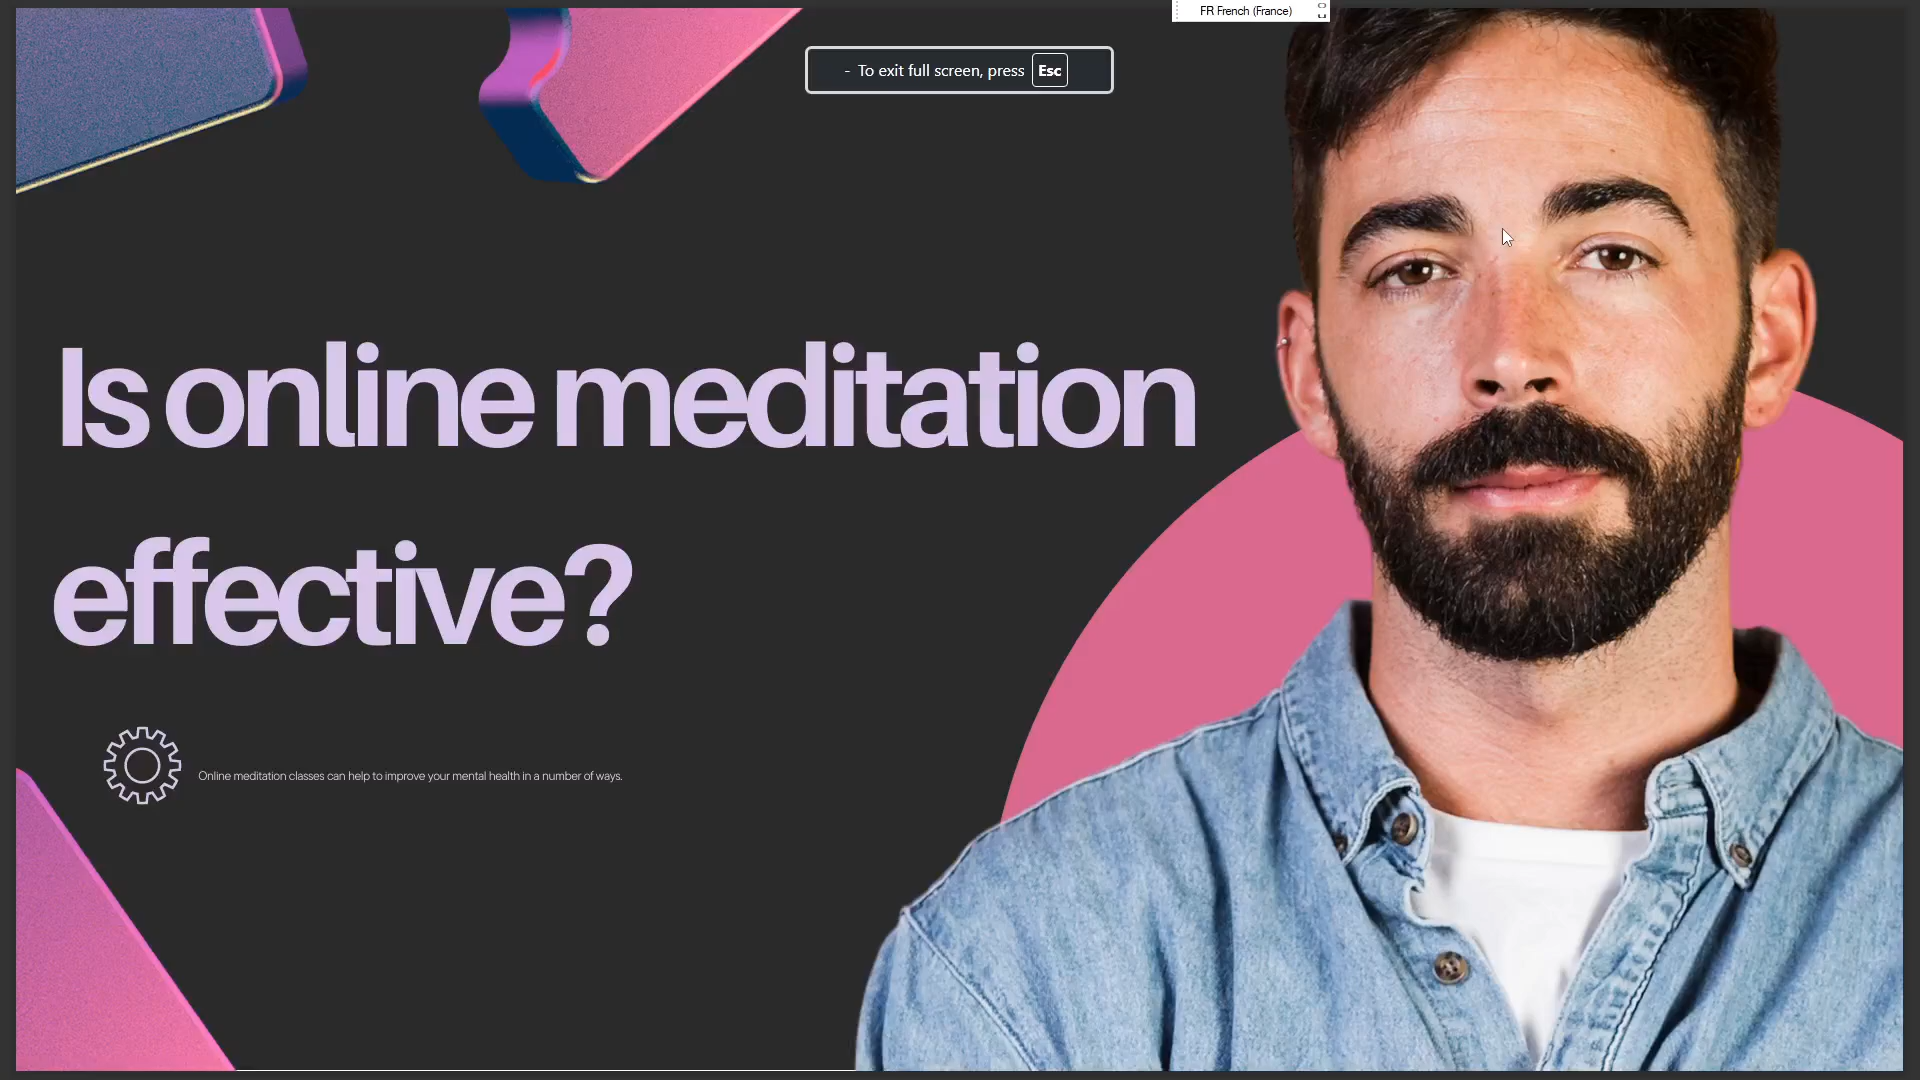 FR French (France)
- To exit full screen, press Esc
Is online meditation
effective?
Online meditation classes can help to improve your mental health in a number of ways.